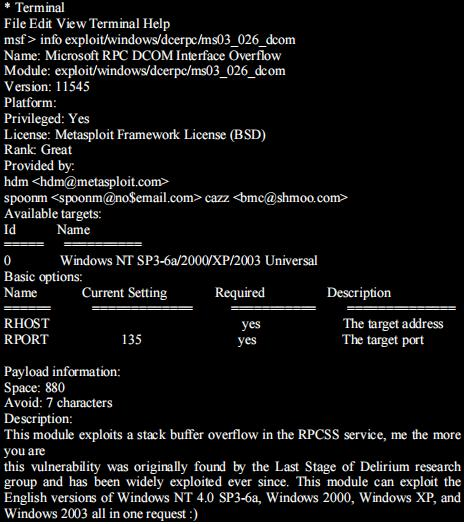 * Terminal
File Edit View Terminal Help
msf > info exploit/windows/dcerpc/ms03_026_dcom
Name: Microsoft RPC DCOM Interface Overflow
Module: exploit/windows/dcerpc/ms03_026_dcom
Version: 11545
Platform:
Privileged: Yes
License: Metasploit Framework License (BSD)
Rank: Great
Provided by:
hdm <hdm@metasploit.com>
spoonm <spoonm@no$email.com> cazz <bmc@shmoo.com>
Available targets:
Id Name
===== ==========
0 Windows NT SP3-6a/2000/XP/2003 Universal
Basic options:
Name Current Setting Required Description
====== ============= =========== ==============
RHOST yes The target address
RPORT 135 yes The target port
Payload information:
Space: 880
Avoid: 7 characters
Description:
This module exploits a stack buffer overflow in the RPCSS service, me the more
you are
this vulnerability was originally found by the Last Stage of Delirium research
group and has been widely exploited ever since. This module can exploit the
English versions of Windows NT 4.0 SP3-6a, Windows 2000, Windows XP, and
Windows 2003 all in one request :)